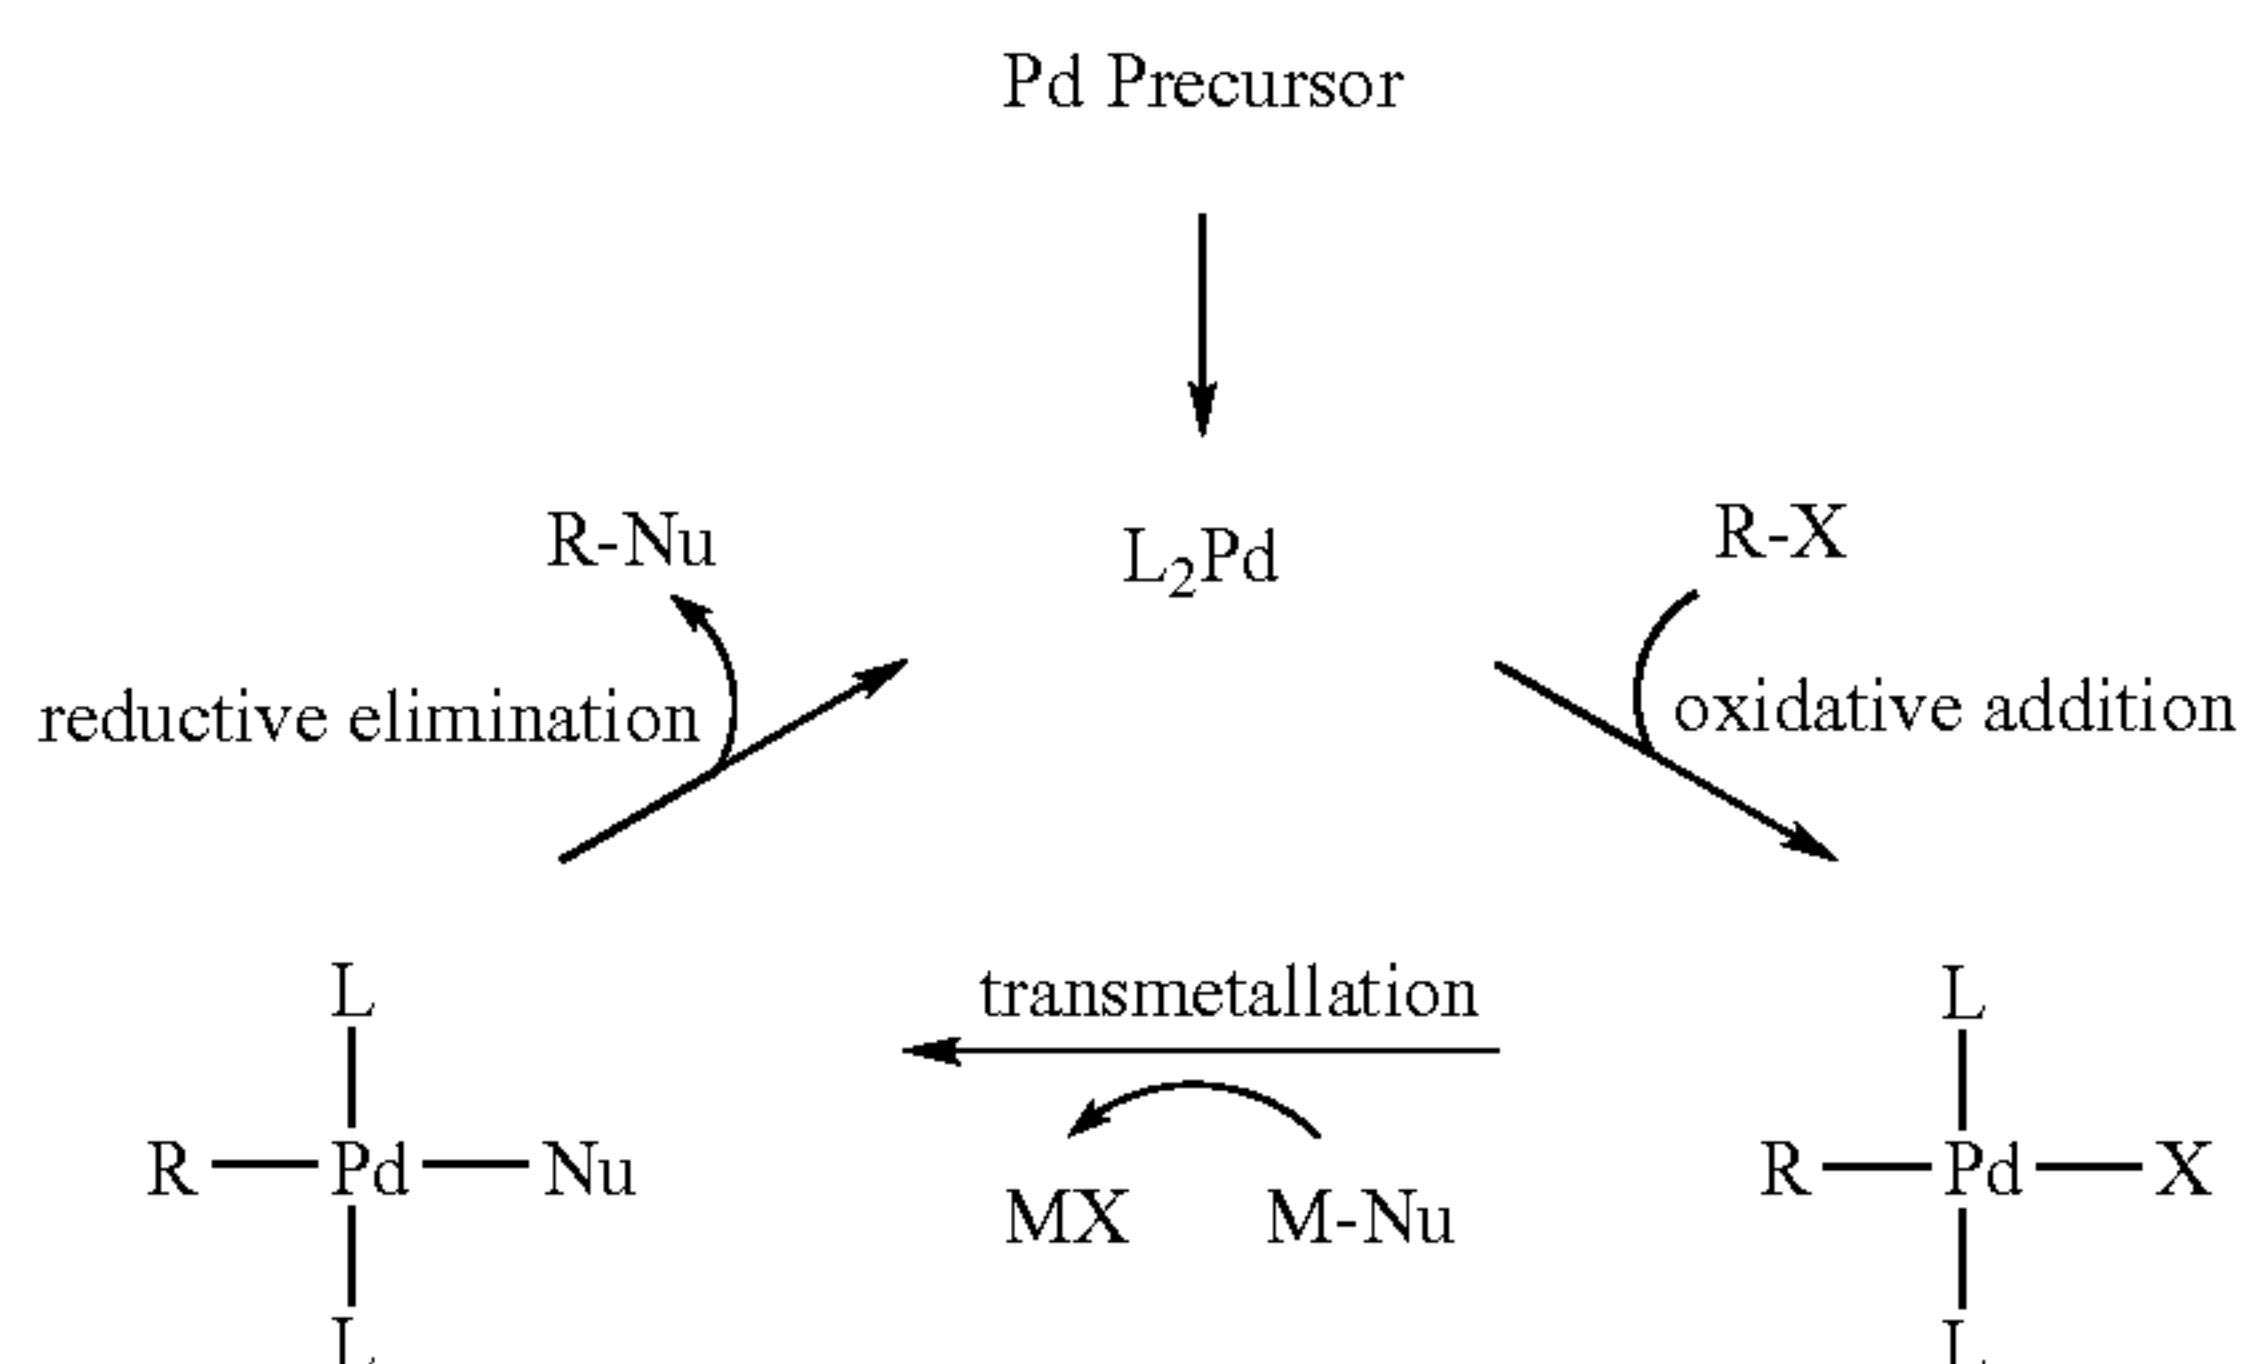 Pd Precursor
R-Nu
L₂Pd
R-X
reductive elimination
oxidative addition
transmetallation
MX M-Nu
L
R—Pd—Nu
L
L
R—Pd—X
L